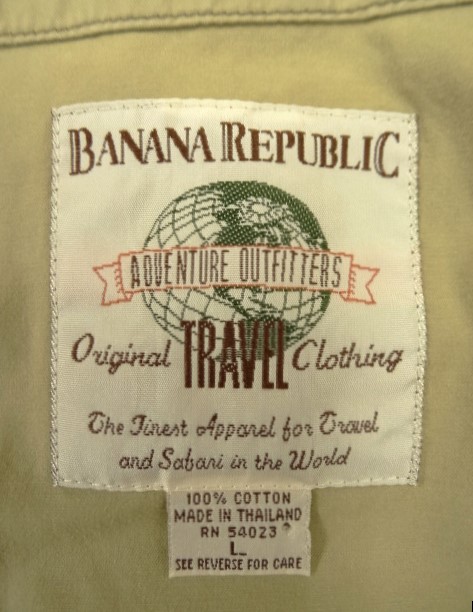 BANANA REPUBLIC
ADVENTURE OUTFITTERS
Original TRAVEL Clothing
The Finest Apparel for Travel
and Safari in the World
100% COTTON
MADE IN THAILAND
RN 54023
L
SEE REVERSE FOR CARE